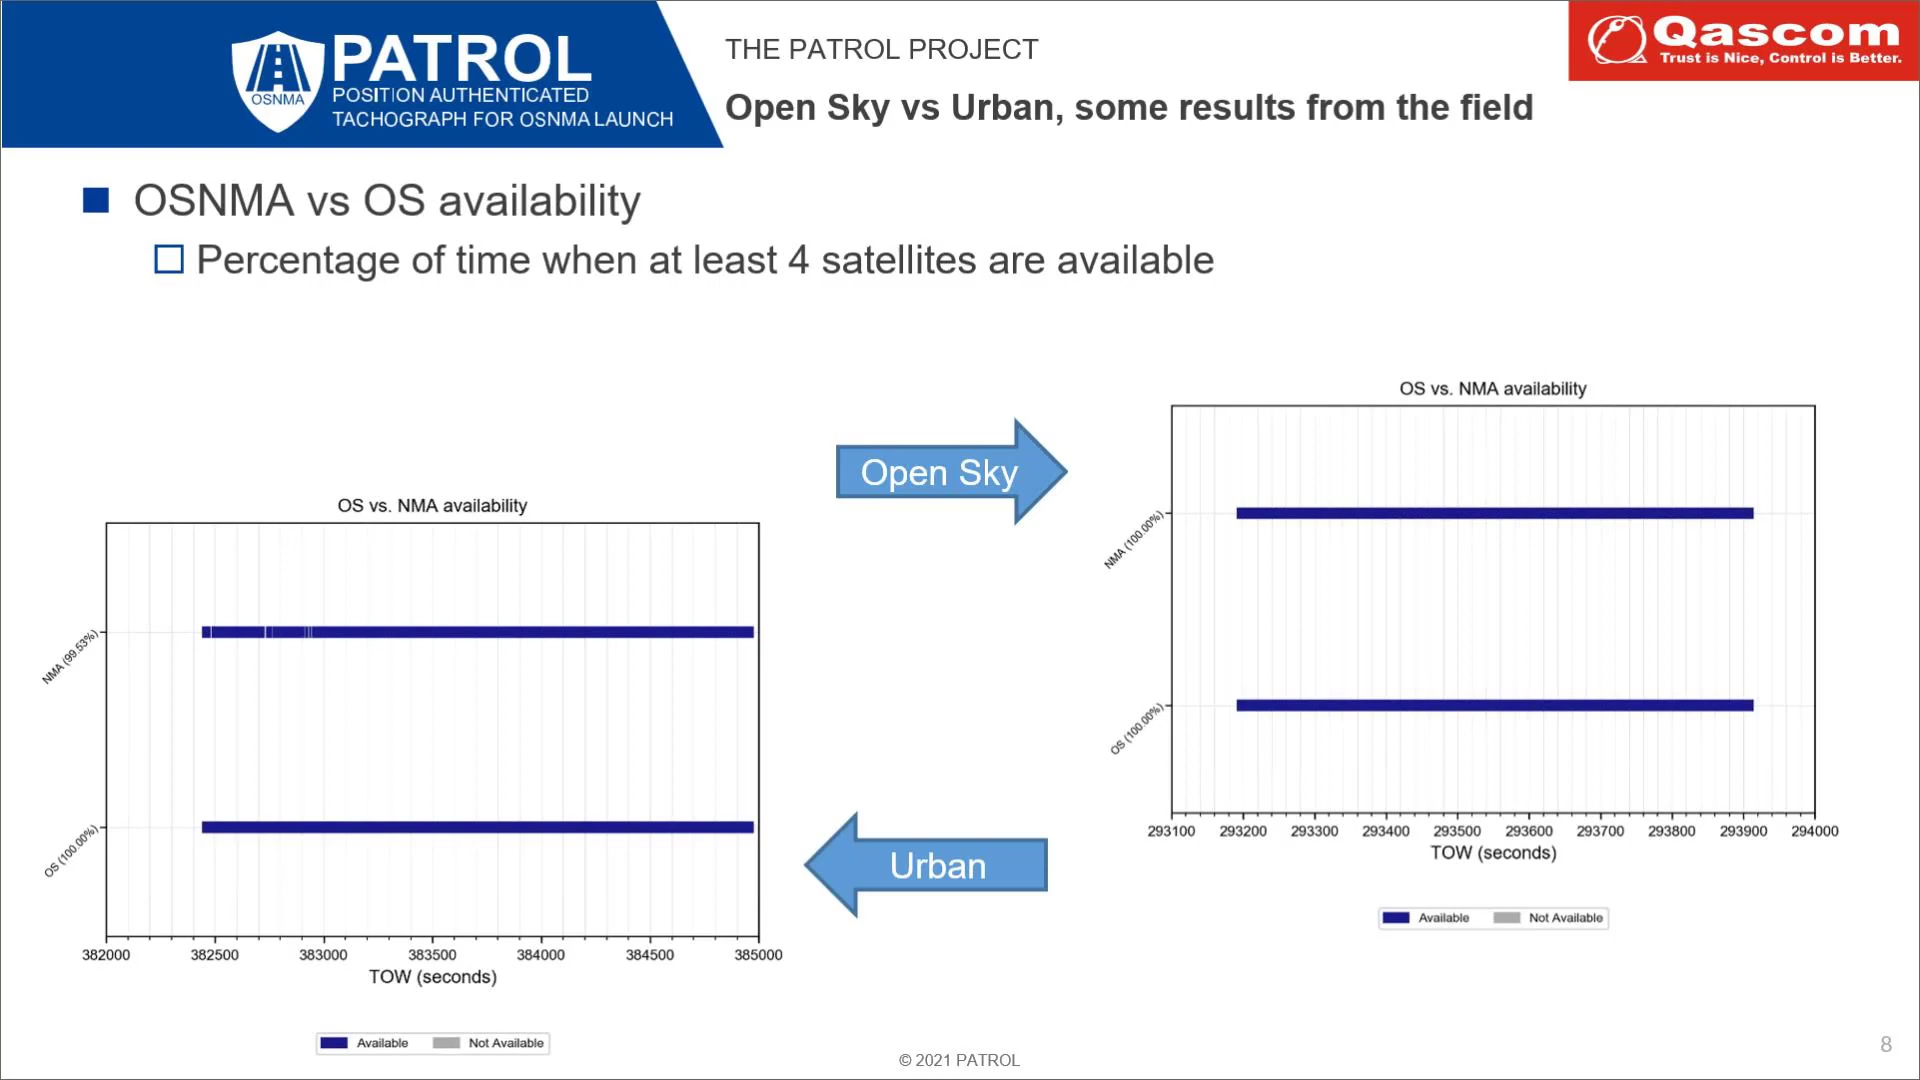 OSNMA
PATROL
POSITION AUTHENTICATED
TACHOGRAPH FOR OSNMA LAUNCH
THE PATROL PROJECT
Open Sky vs Urban, some results from the field
Qascom
Trust is Nice, Control is Better.
OSNMA vs OS availability
Percentage of time when at least 4 satellites are available
OS vs. NMA availability
NMA (99.53%)
OS (100.00%)
382000 382500 383000 383500 384000 384500 385000
TOW (seconds)
Available Not Available
Open Sky
Urban
OS vs. NMA availability
NMA (100.00%)
OS (100.00%)
293100 293200 293300 293400 293500 293600 293700 293800 293900 294000
TOW (seconds)
Available Not Available
© 2021 PATROL
8